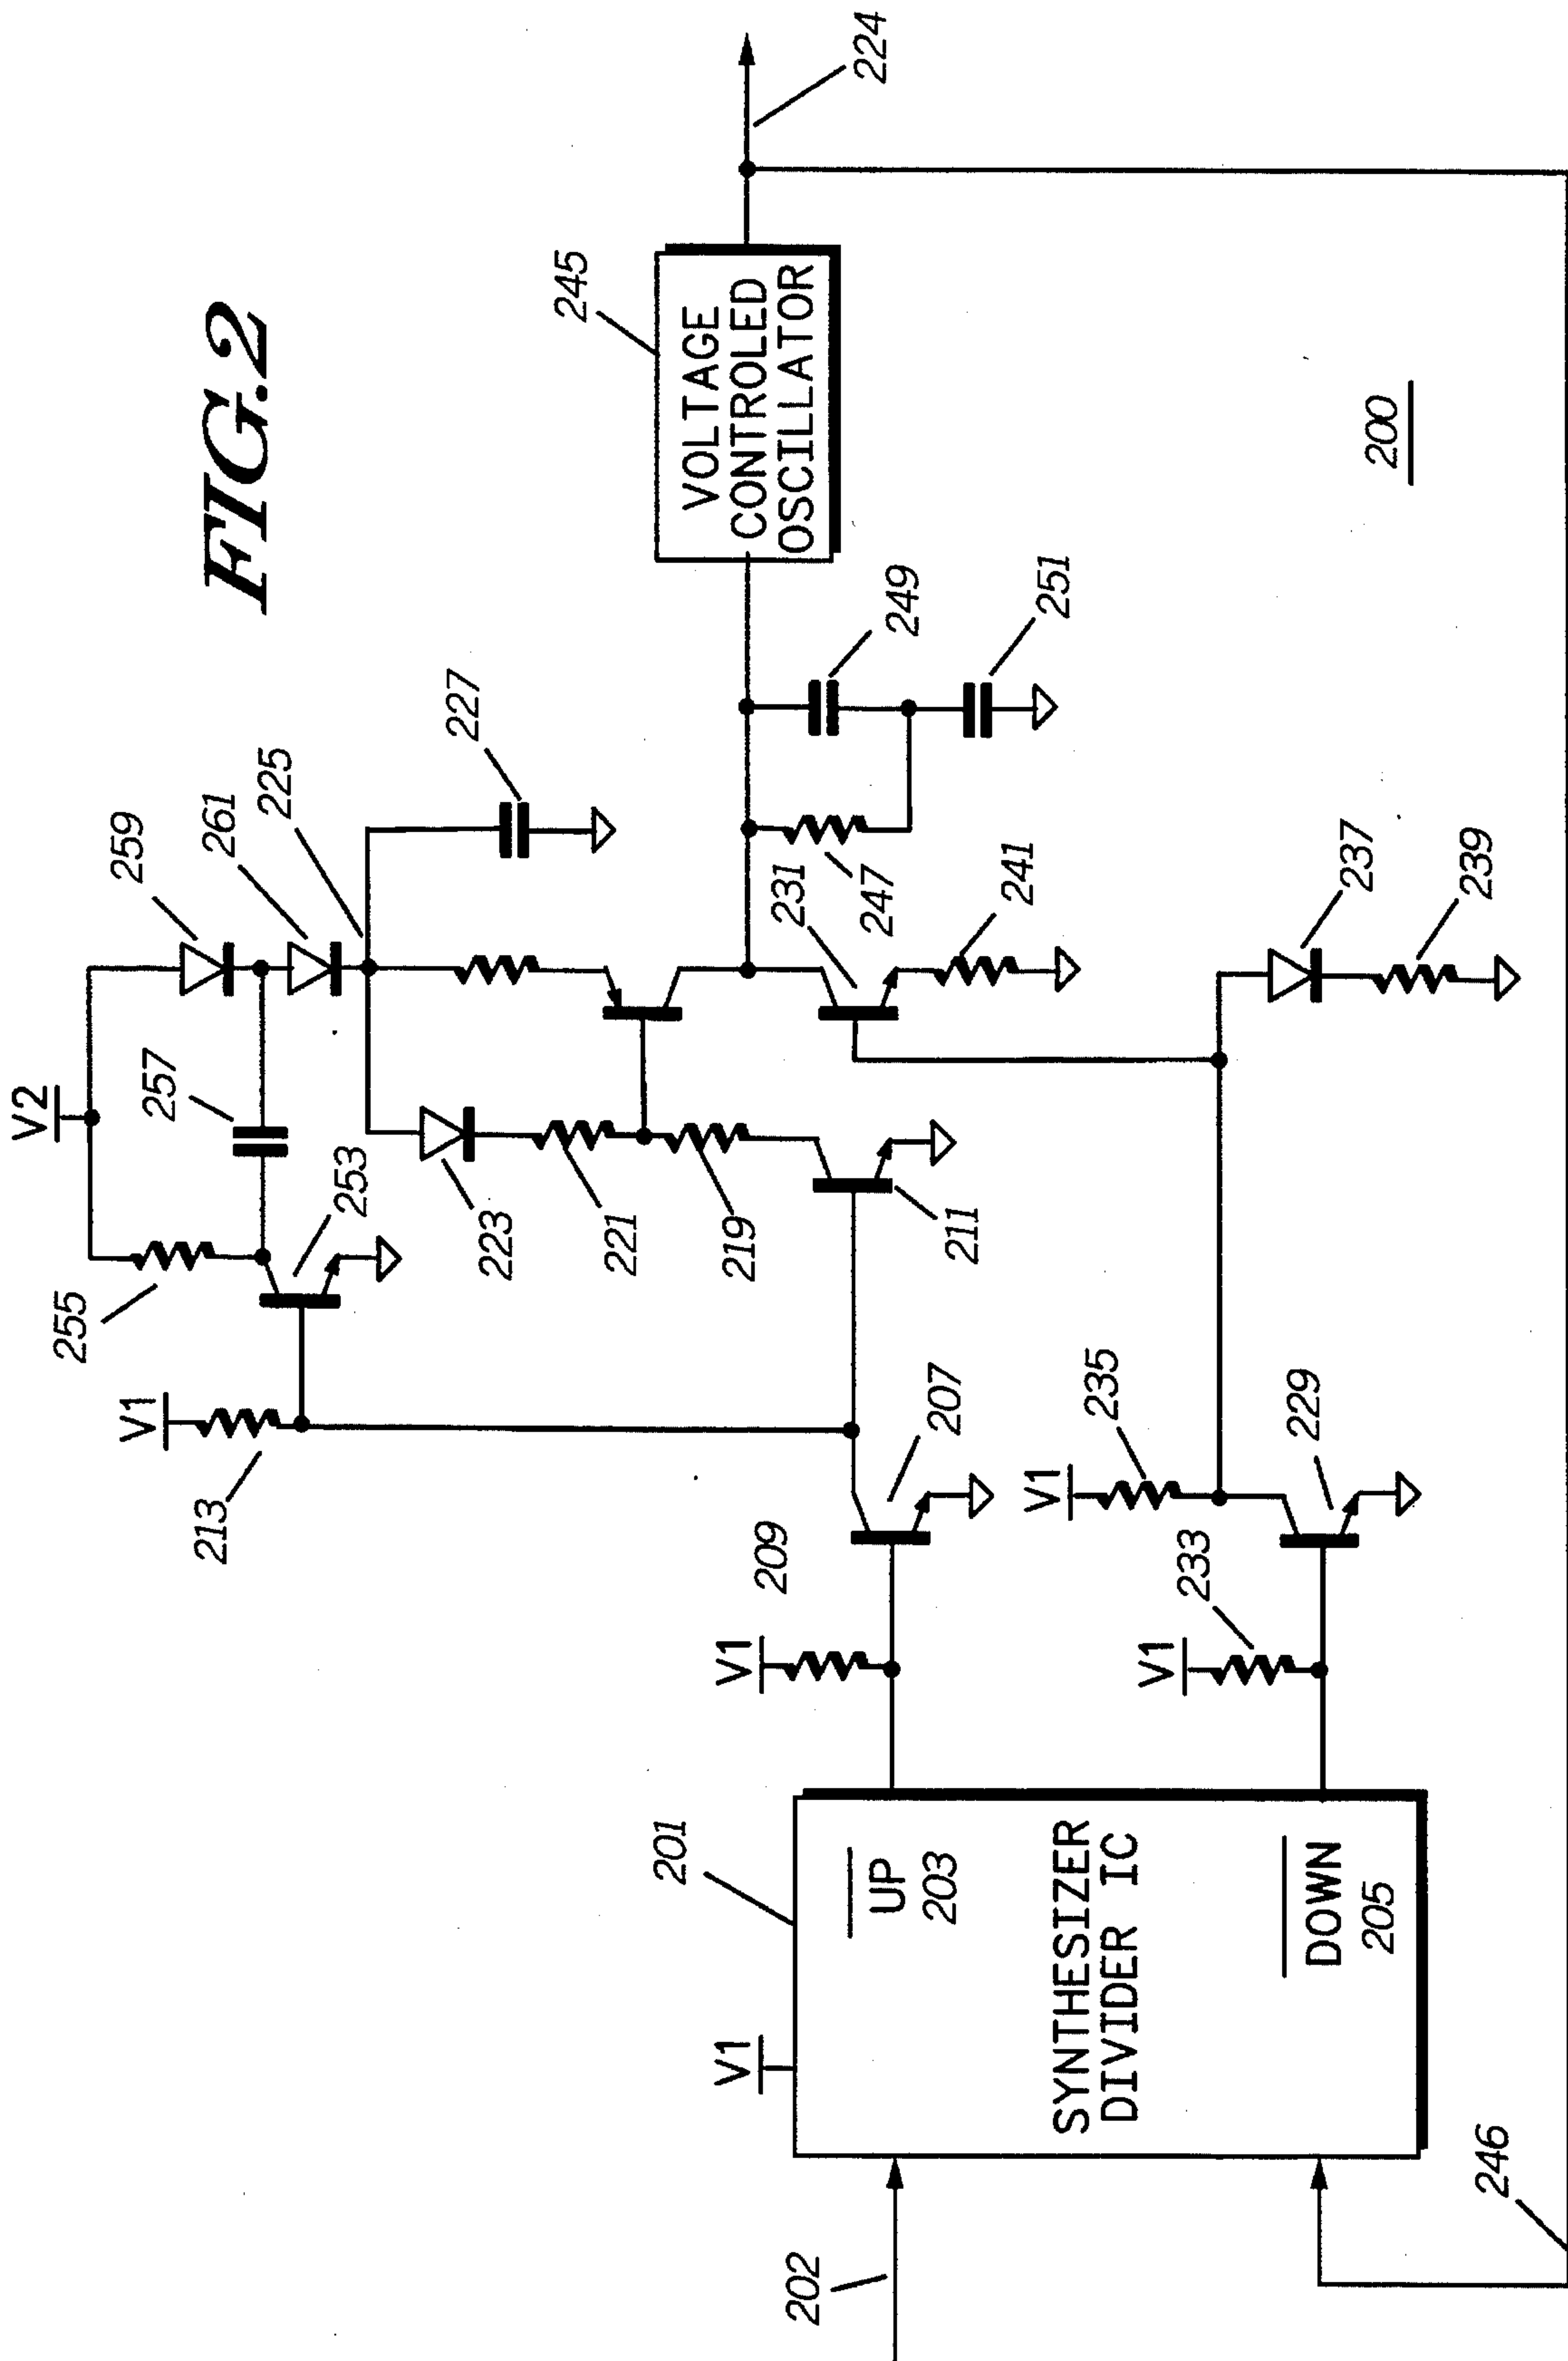 FIG.2
V2
259
261
225
227
257
255
253
V1
213
223
221
219
211
245
VOLTAGE
CONTROLED
OSCILLATOR
224
249
251
247
231
241
237
239
207
209
V1
V1
235
229
V1
233
201
V1
UP
203
SYNTHESIZER
DIVIDER IC
DOWN
205
202
246
200